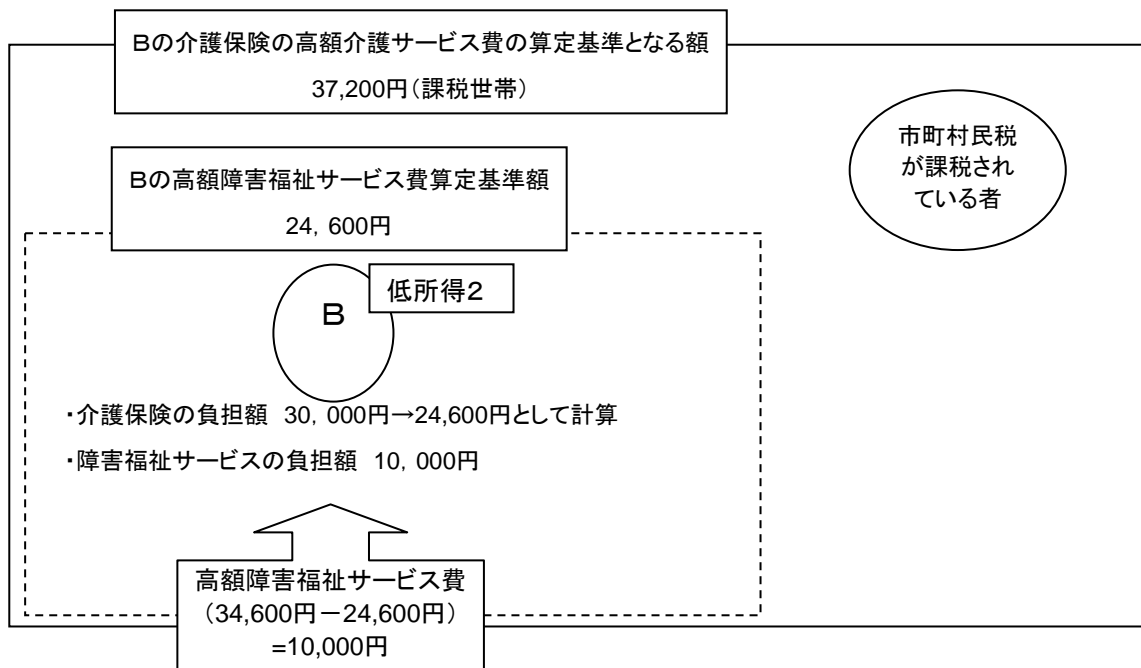 Bの介護保険の高額介護サービス費の算定基準となる額
37,200円(課税世帯)
市町村民税
が課税され
ている者
Bの高額障害福祉サービス費算定基準額
24, 600円
低所得2
B
・介護保険の負担額 30, 000円→24,600円として計算
・障害福祉サービスの負担額 10, 000円
高額障害福祉サービス費
(34,600円-24,600円)
=10,000円